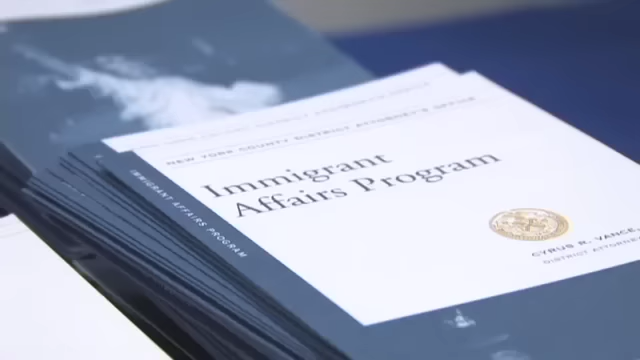 NEW YORK COUNTY DISTRICT ATTORNEY'S OFFICE
Immigrant
Affairs Program
CYRUS R. VANCE,
DISTRICT ATTORNEY
IMMIGRANT AFFAIRS PROGRAM